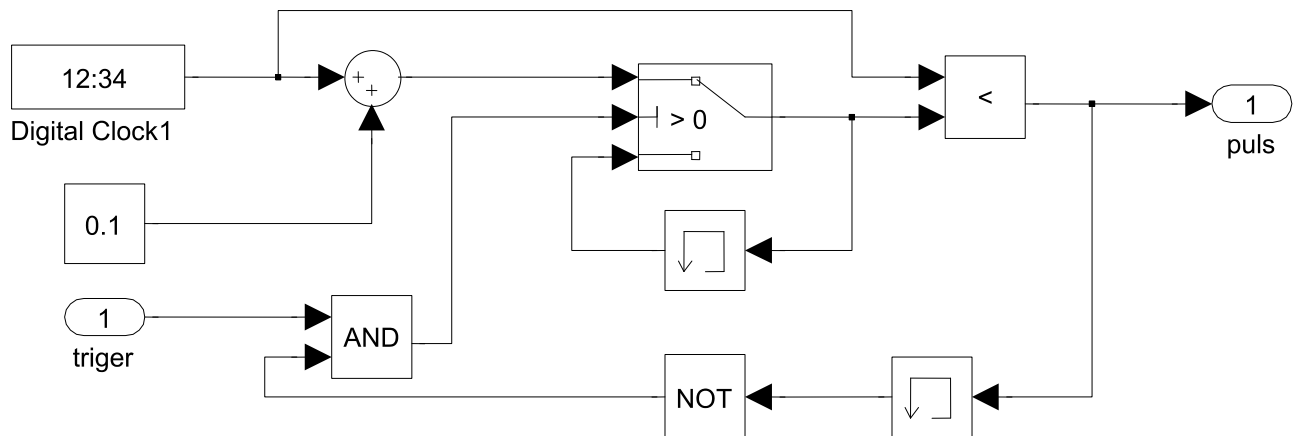 12:34
Digital Clock1
+
+
> 0
<
1
puls
0.1
1
triger
AND
NOT